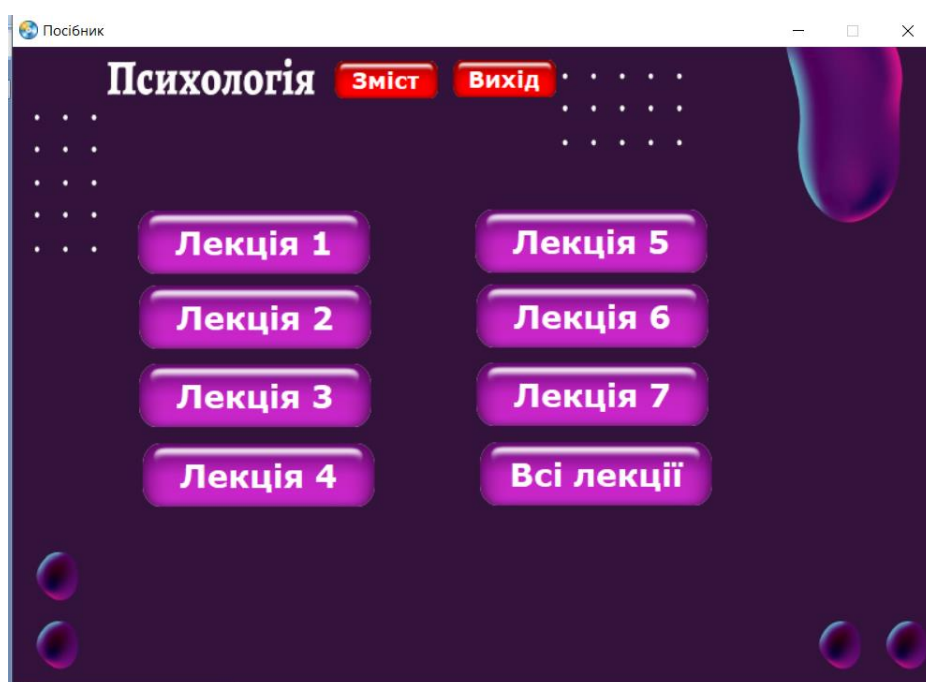 Посібник
Психологія Зміст Вихід
Лекція 1
Лекція 2
Лекція 3
Лекція 4
Лекція 5
Лекція 6
Лекція 7
Всі лекції